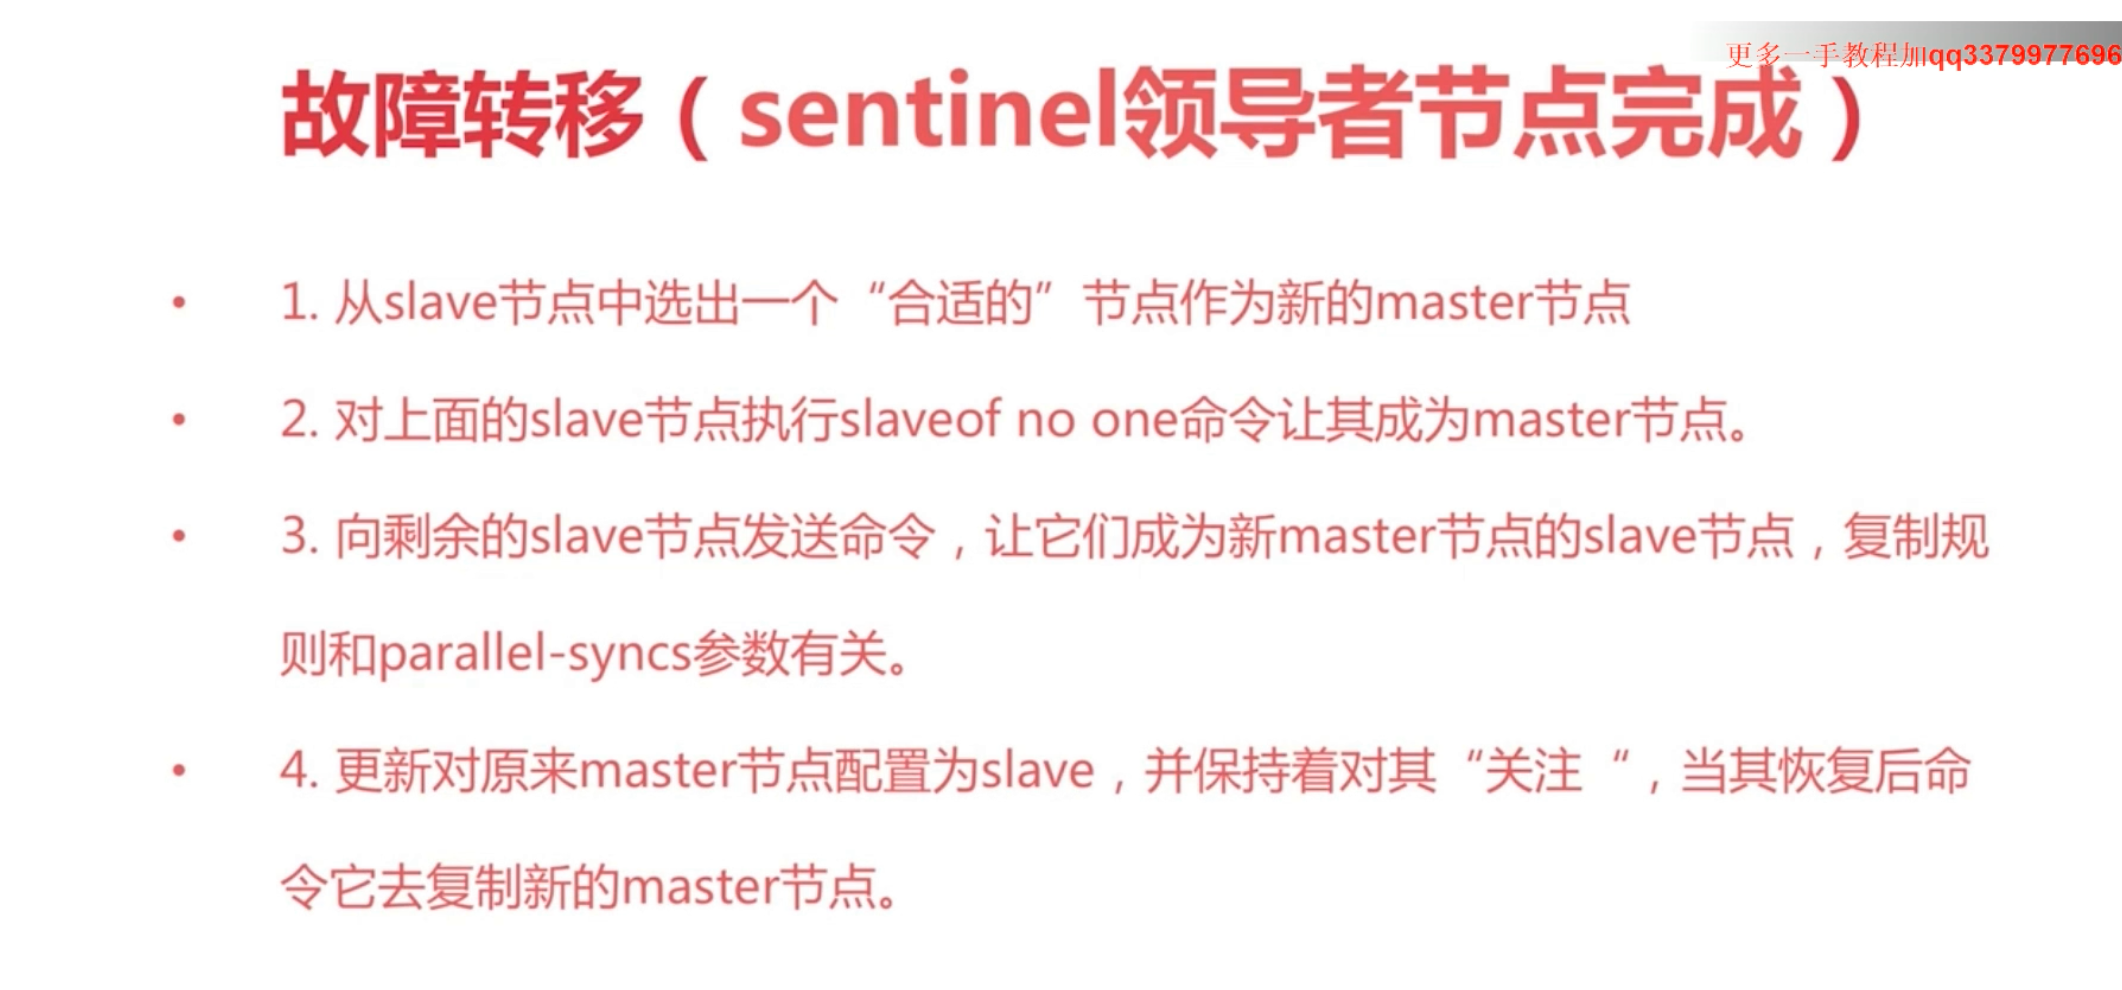 更多一手教程加qq3379977696
故障转移（sentinel领导者节点完成）
• 1. 从slave节点中选出一个“合适的”节点作为新的master节点
• 2. 对上面的slave节点执行slaveof no one命令让其成为master节点。
• 3. 向剩余的slave节点发送命令，让它们成为新master节点的slave节点，复制规
则和parallel-syncs参数有关。
• 4. 更新对原来master节点配置为slave，并保持着对其“关注“，当其恢复后命
令它去复制新的master节点。